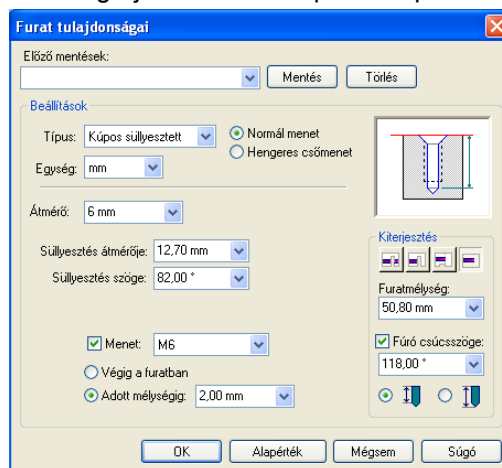 Furat tulajdonságai
Előző mentések:
Mentés
Törlés
Beállítások
Típus: Kúpos süllyesztett
Normál menet
Hengeres csőmenet
Egység: mm
Átmérő: 6 mm
Süllyesztés átmérője: 12,70 mm
Süllyesztés szöge: 82,00 °
Menet: M6
Végig a furatban
Adott mélységig: 2,00 mm
Kiterjesztés
Furatmélység:
50,80 mm
Fúró csúcsszöge:
118,00 °
OK
Alapérték
Mégsem
Súgó